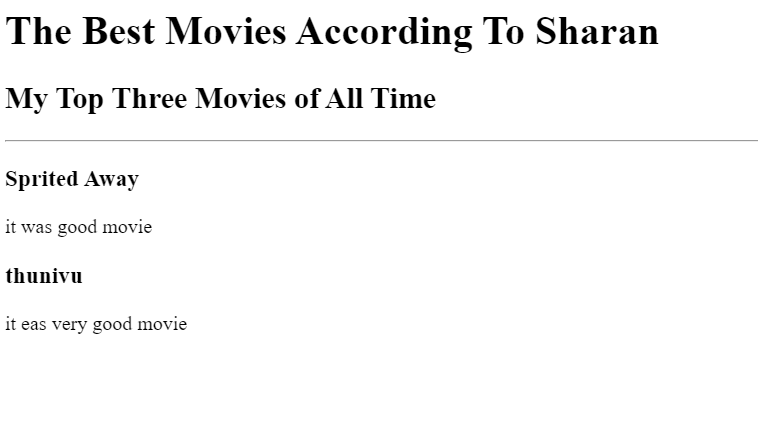 The Best Movies According To Sharan
My Top Three Movies of All Time
Sprited Away
it was good movie
thunivu
it eas very good movie